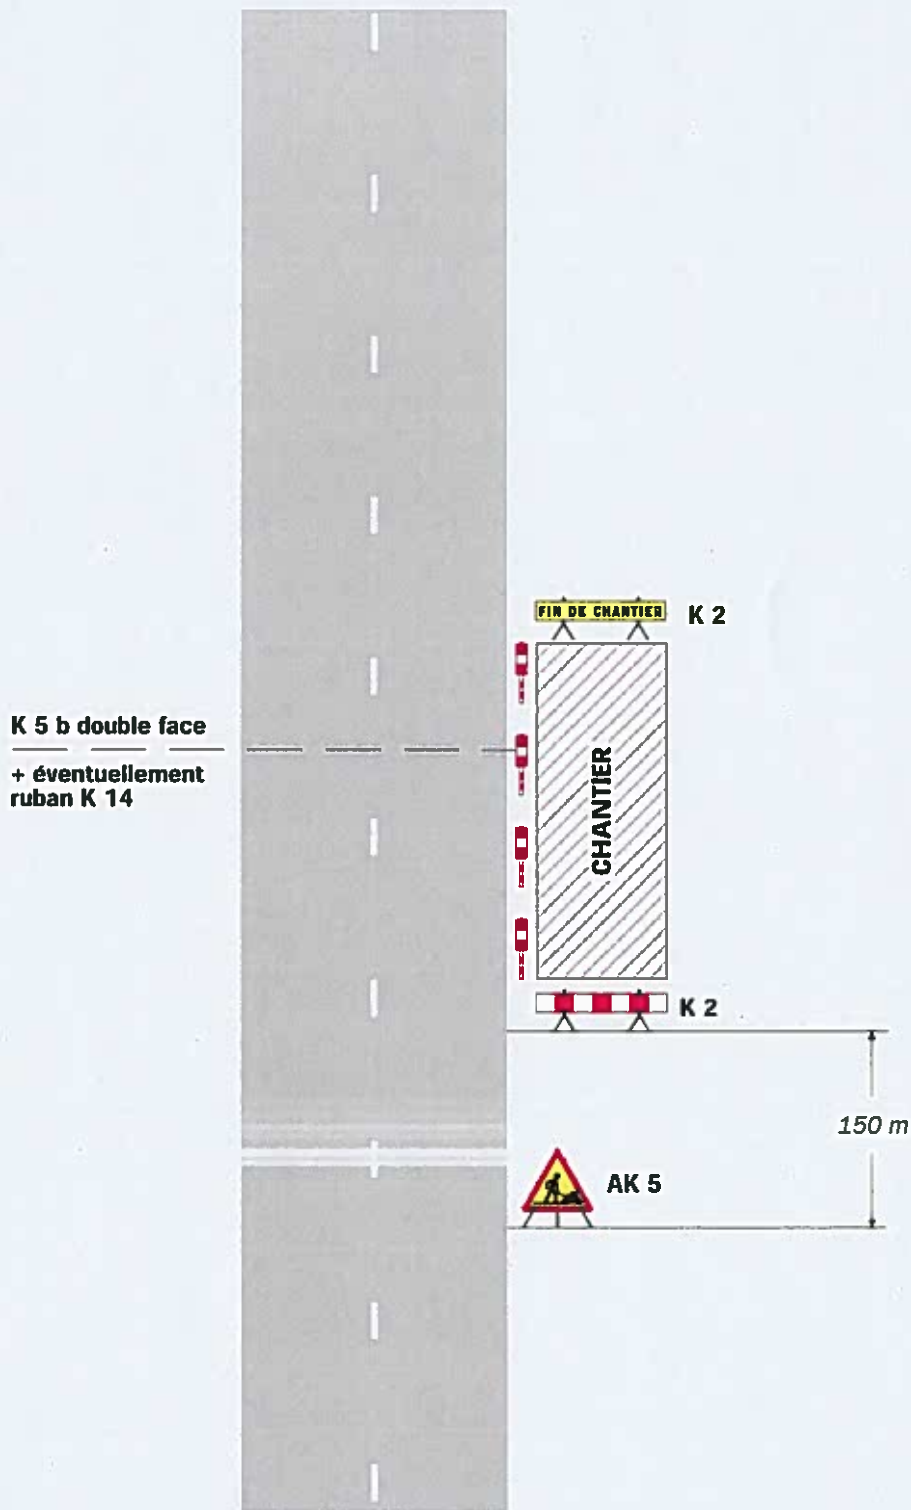 FIN DE CHANTIER
K 2
K 5 b double face
+ éventuellement
ruban K 14
CHANTIER
K 2
150 m
AK 5